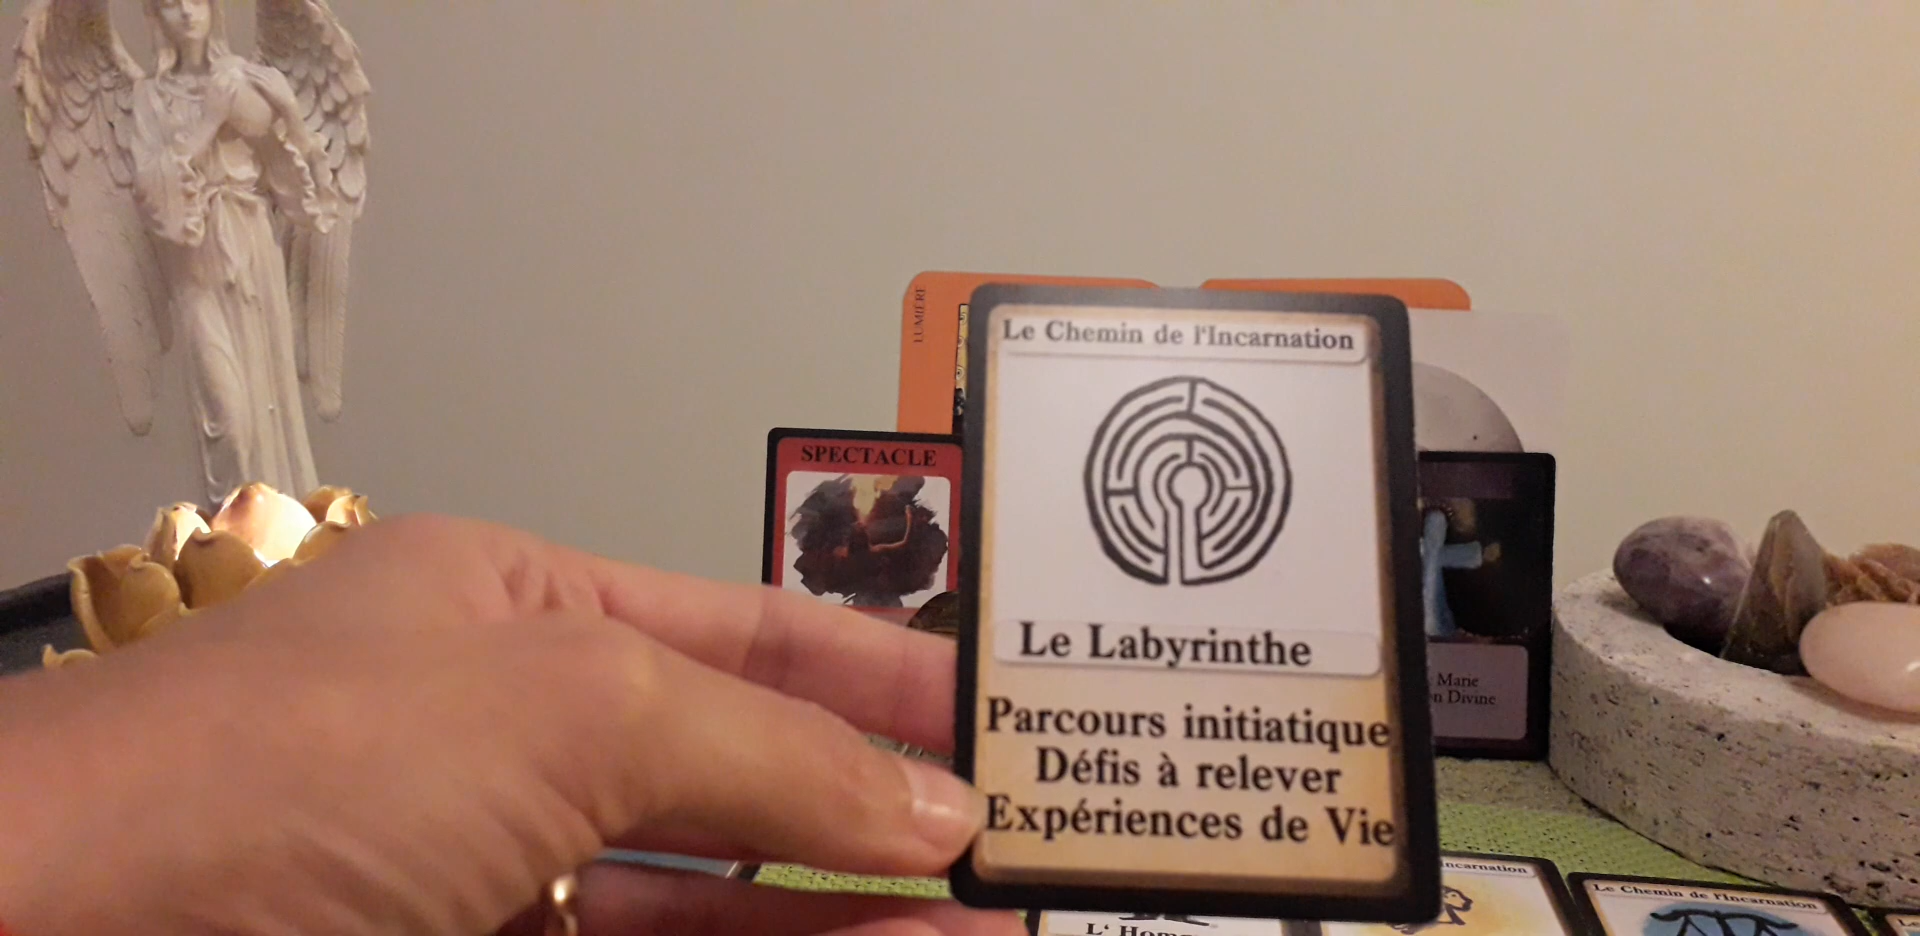 LUMIÈRE
Le Chemin de l'Incarnation
SPECTACLE
Le Labyrinthe
Marie
Divine
Parcours initiatique
Défis à relever
Expériences de Vie
Le Chemin de l'Incarnation
L'